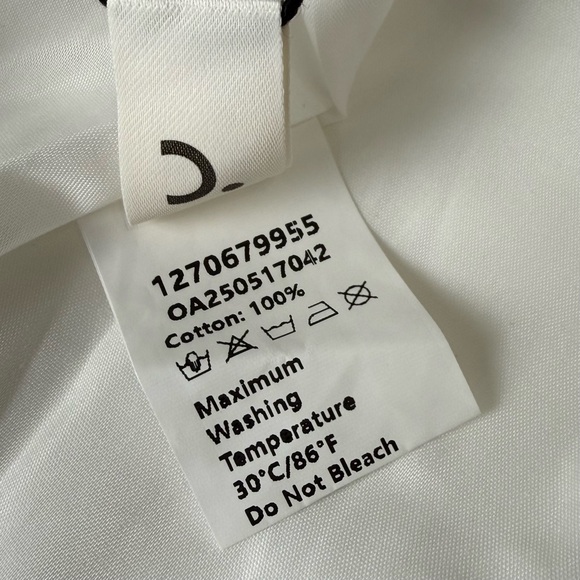 1270679955
OA250517042
Cotton: 100%
Maximum
Washing
Temperature
30°C/86°F
Do Not Bleach